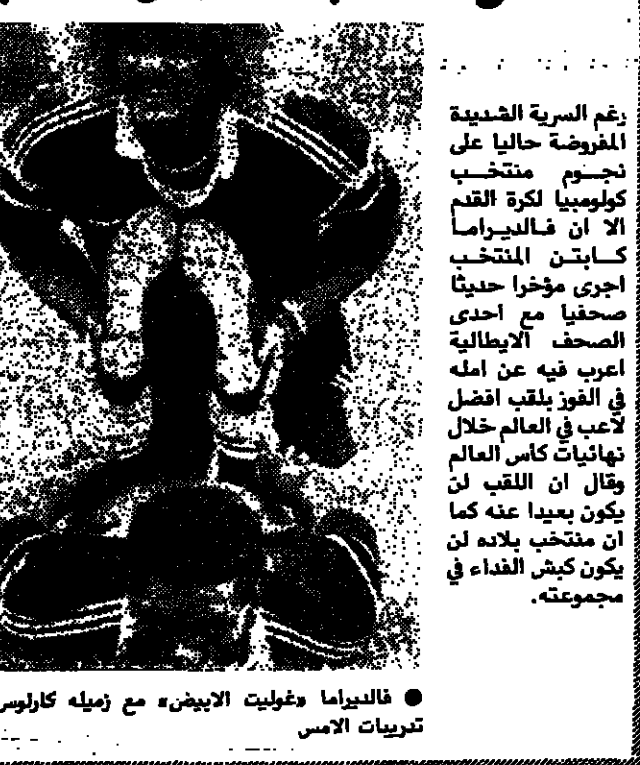 رغم السرية الشديدة
المفروضة حاليا على
نجوم منتخب
كولومبيا لكرة القدم
الا ان فالديراما
كابتن المنتخب
اجرى مؤخرا حديثا
صحفيا مع احدى
الصحف الايطالية
اعرب فيه عن امله
في الفوز بلقب افضل
لاعب في العالم خلال
نهائيات كأس العالم
وقال ان اللقب لن
يكون بعيدا عنه كما
ان منتخب بلاده لن
يكون كبش الفداء في
مجموعته.
● فالديراما «غوليت الابيض» مع زميله كارلوس
تدريبات الامس